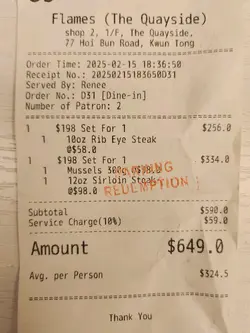 Flames (The Quayside)
shop 2, 1/F, The Quayside,
77 Hoi Bun Road, Kwun Tong
Order Time: 2025-02-15 18:36:50
Receipt No.: 20250215183650D31
Served By: Renee
Order No.: D31 [Dine-in]
Number of Patron: 2
1 $198 Set For 1 $256.0
1 10oz Rib Eye Steak
@$58.0
1 $198 Set For 1 $334.0
1 Mussels 300g @$38.0
1 12oz Sirloin Steak
@$98.0
REDEMPTION
Subtotal $590.0
Service Charge(10%) $59.0
Amount $649.0
Avg. per Person $324.5
Thank You